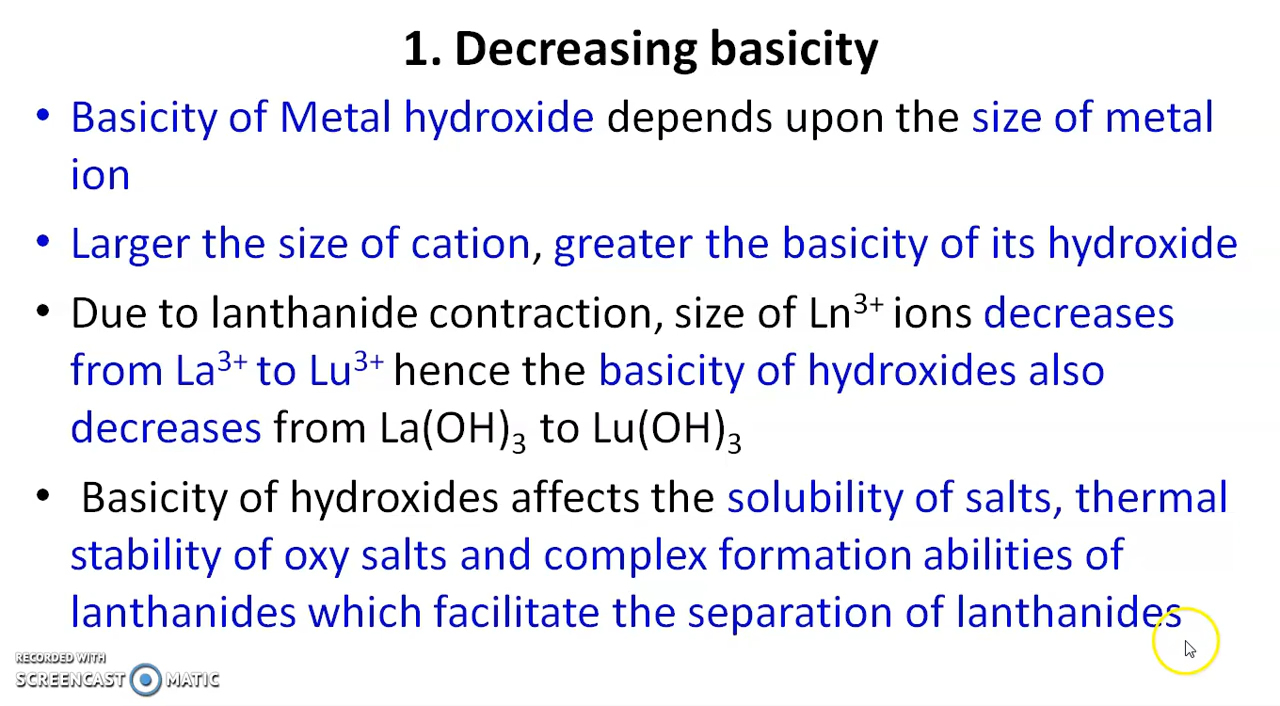 1. Decreasing basicity
• Basicity of Metal hydroxide depends upon the size of metal
ion
• Larger the size of cation, greater the basicity of its hydroxide
• Due to lanthanide contraction, size of Ln³⁺ ions decreases
from La³⁺ to Lu³⁺ hence the basicity of hydroxides also
decreases from La(OH)₃ to Lu(OH)₃
• Basicity of hydroxides affects the solubility of salts, thermal
stability of oxy salts and complex formation abilities of
lanthanides which facilitate the separation of lanthanides
RECORDED WITH
SCREENCAST MATIC